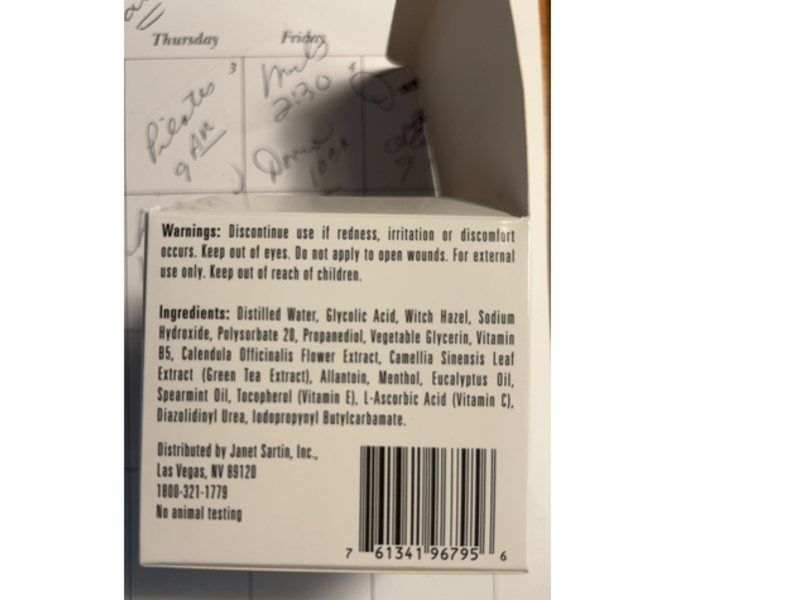 Thursday Friday
3 4
Pilates 2:30
9 AM
Warnings: Discontinue use if redness, irritation or discomfort
occurs. Keep out of eyes. Do not apply to open wounds. For external
use only. Keep out of reach of children.
Ingredients: Distilled Water, Glycolic Acid, Witch Hazel, Sodium
Hydroxide, Polysorbate 20, Propanediol, Vegetable Glycerin, Vitamin
B5, Calendula Officinalis Flower Extract, Camellia Sinensis Leaf
Extract (Green Tea Extract), Allantoin, Menthol, Eucalyptus Oil,
Spearmint Oil, Tocopherol (Vitamin E), L-Ascorbic Acid (Vitamin C),
Diazolidinyl Urea, Iodopropynyl Butylcarbamate.
Distributed by Janet Sartin, Inc.,
Las Vegas, NV 89120
1800-321-1779
No animal testing
7 61341 96795 6